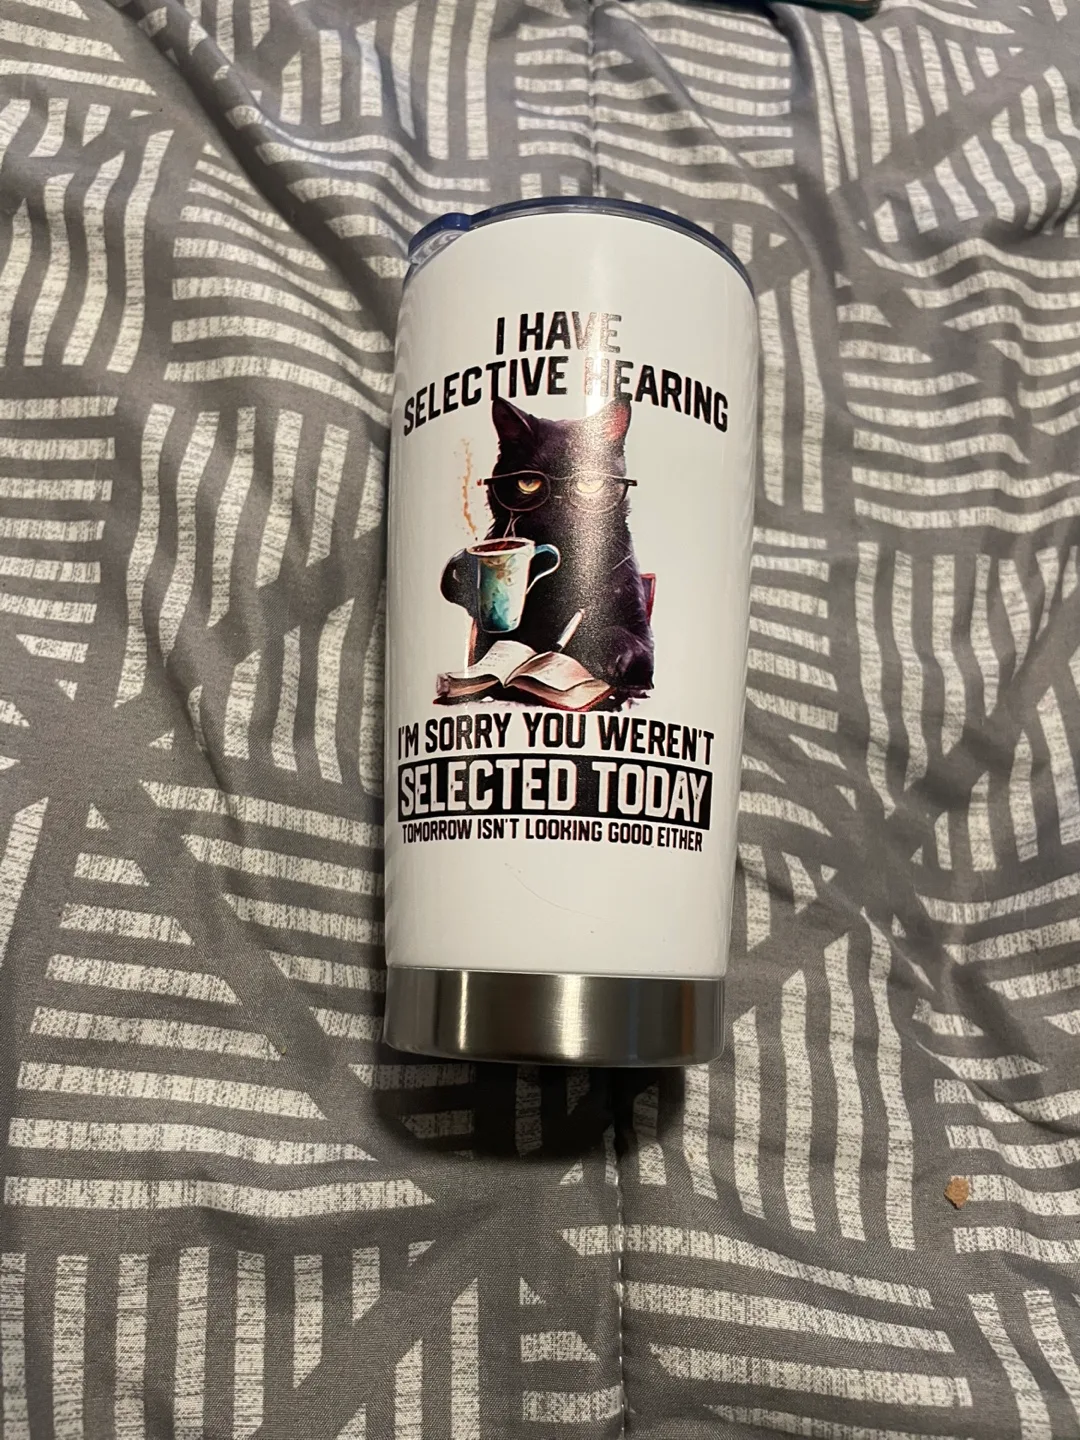 I HAVE
SELECTIVE HEARING
I'M SORRY YOU WEREN'T
SELECTED TODAY
TOMORROW ISN'T LOOKING GOOD EITHER